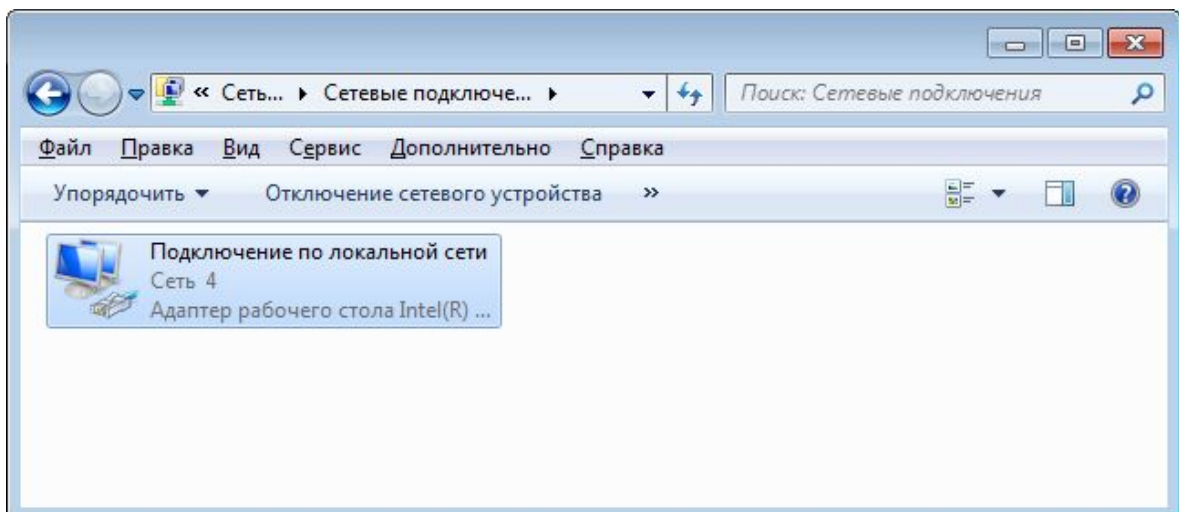 « Сеть... Сетевые подключе...
Поиск: Сетевые подключения
Файл Правка Вид Сервис Дополнительно Справка
Упорядочить Отключение сетевого устройства »
Подключение по локальной сети
Сеть 4
Адаптер рабочего стола Intel(R) ...